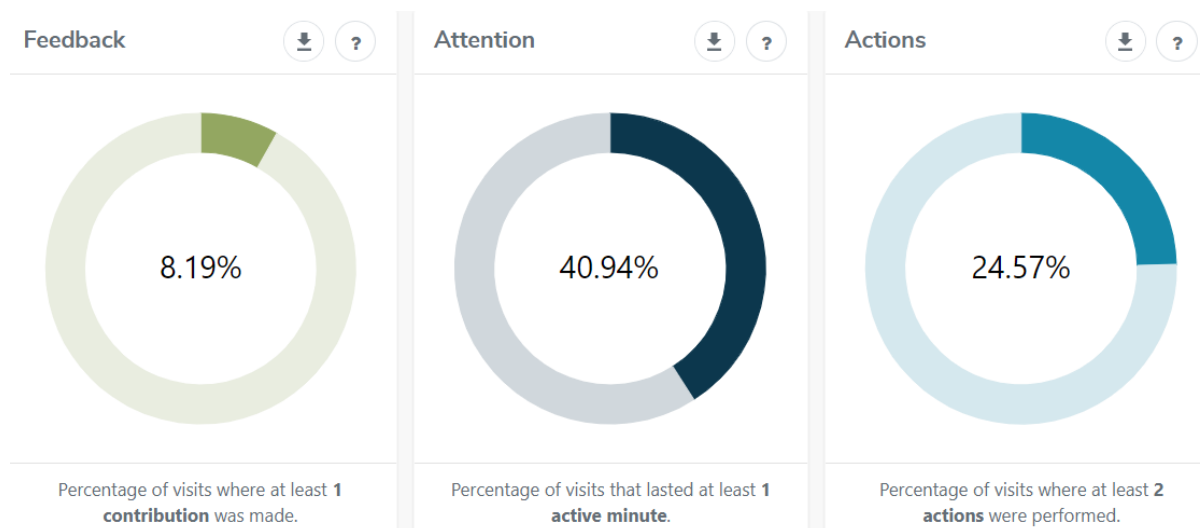 Feedback
?
8.19%
Percentage of visits where at least 1
contribution was made.
Attention
?
40.94%
Percentage of visits that lasted at least 1
active minute.
Actions
?
24.57%
Percentage of visits where at least 2
actions were performed.